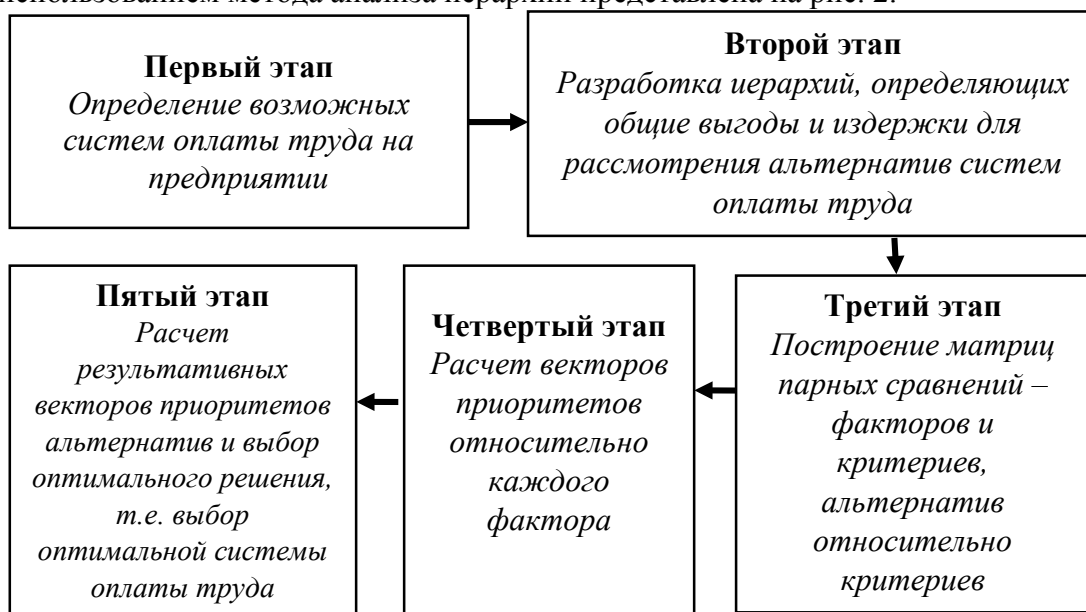 использованием метода анализа иерархий представлена на рис. 2.
Первый этап
Определение возможных
систем оплаты труда на
предприятии
Второй этап
Разработка иерархий, определяющих
общие выгоды и издержки для
рассмотрения альтернатив систем
оплаты труда
Третий этап
Построение матриц
парных сравнений –
факторов и
критериев,
альтернатив
относительно
критериев
Четвертый этап
Расчет векторов
приоритетов
относительно
каждого
фактора
Пятый этап
Расчет
результативных
векторов приоритетов
альтернатив и выбор
оптимального решения,
т.е. выбор
оптимальной системы
оплаты труда